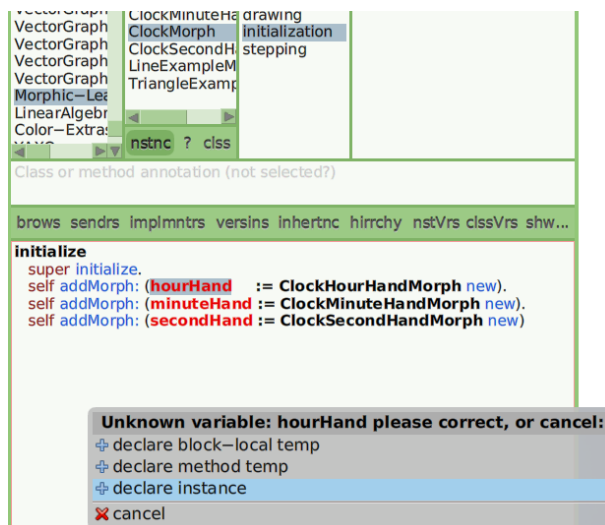 VectorGraph
VectorGraph
VectorGraph
VectorGraph
Morphic-Lea
LinearAlgebr
Color-Extra
ClockMinuteHa
ClockMorph
ClockSecondH
LineExampleM
TriangleExamp
drawing
initialization
stepping
nstnc ? clss
Class or method annotation (not selected?)
brows sendrs implmntrs versins inhertnc hirrchy nstVrs clssVrs shw...
initialize
super initialize.
self addMorph: (hourHand := ClockHourHandMorph new).
self addMorph: (minuteHand := ClockMinuteHandMorph new).
self addMorph: (secondHand := ClockSecondHandMorph new)
Unknown variable: hourHand please correct, or cancel:
declare block-local temp
declare method temp
declare instance
cancel